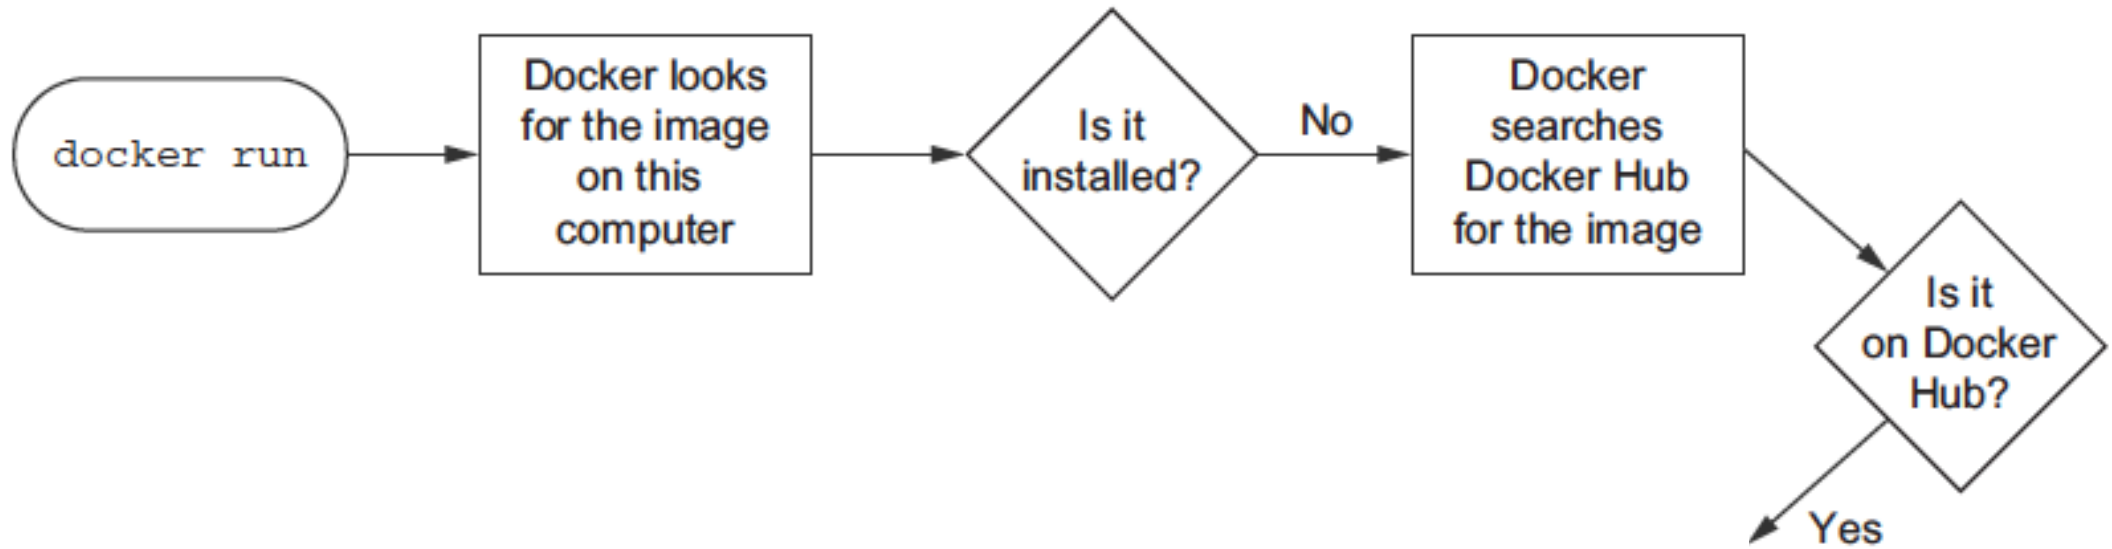 docker run
Docker looks
for the image
on this
computer
Is it
installed?
No
Docker
searches
Docker Hub
for the image
Is it
on Docker
Hub?
Yes